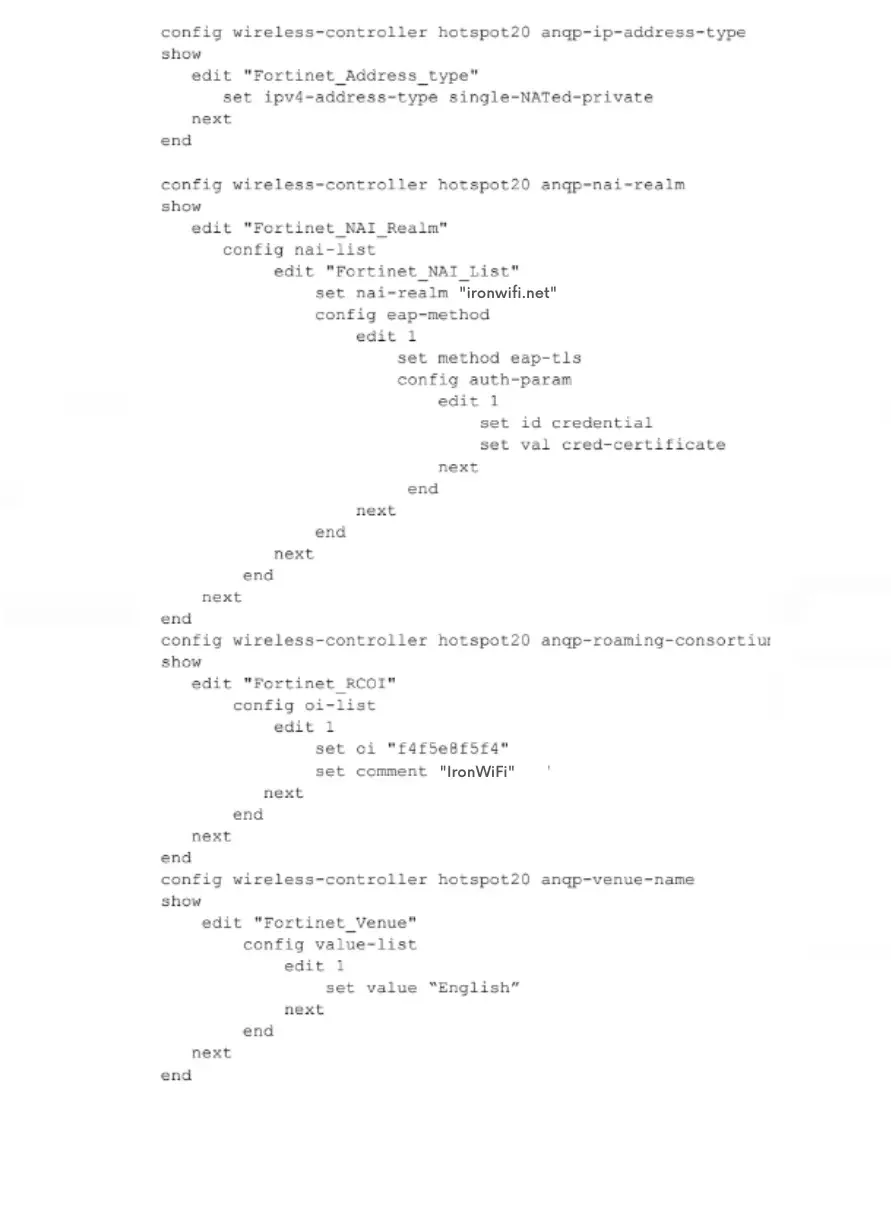 config wireless-controller hotspot20 anqp-ip-address-type
show
edit "Fortinet_Address_type"
set ipv4-address-type single-NATed-private
next
end
config wireless-controller hotspot20 anqp-nai-realm
show
edit "Fortinet_NAI_Realm"
config nai-list
edit "Fortinet_NAI_List"
set nai-realm "ironwifi.net"
config eap-method
edit 1
set method eap-tls
config auth-param
edit 1
set id credential
set val cred-certificate
next
end
next
end
next
end
next
end
config wireless-controller hotspot20 anqp-roaming-consortium
show
edit "Fortinet_RCOI"
config oi-list
edit 1
set oi "f4f5e8f5f4"
set comment "IronWiFi" '
next
end
next
end
config wireless-controller hotspot20 anqp-venue-name
show
edit "Fortinet_Venue"
config value-list
edit 1
set value “English”
next
end
next
end